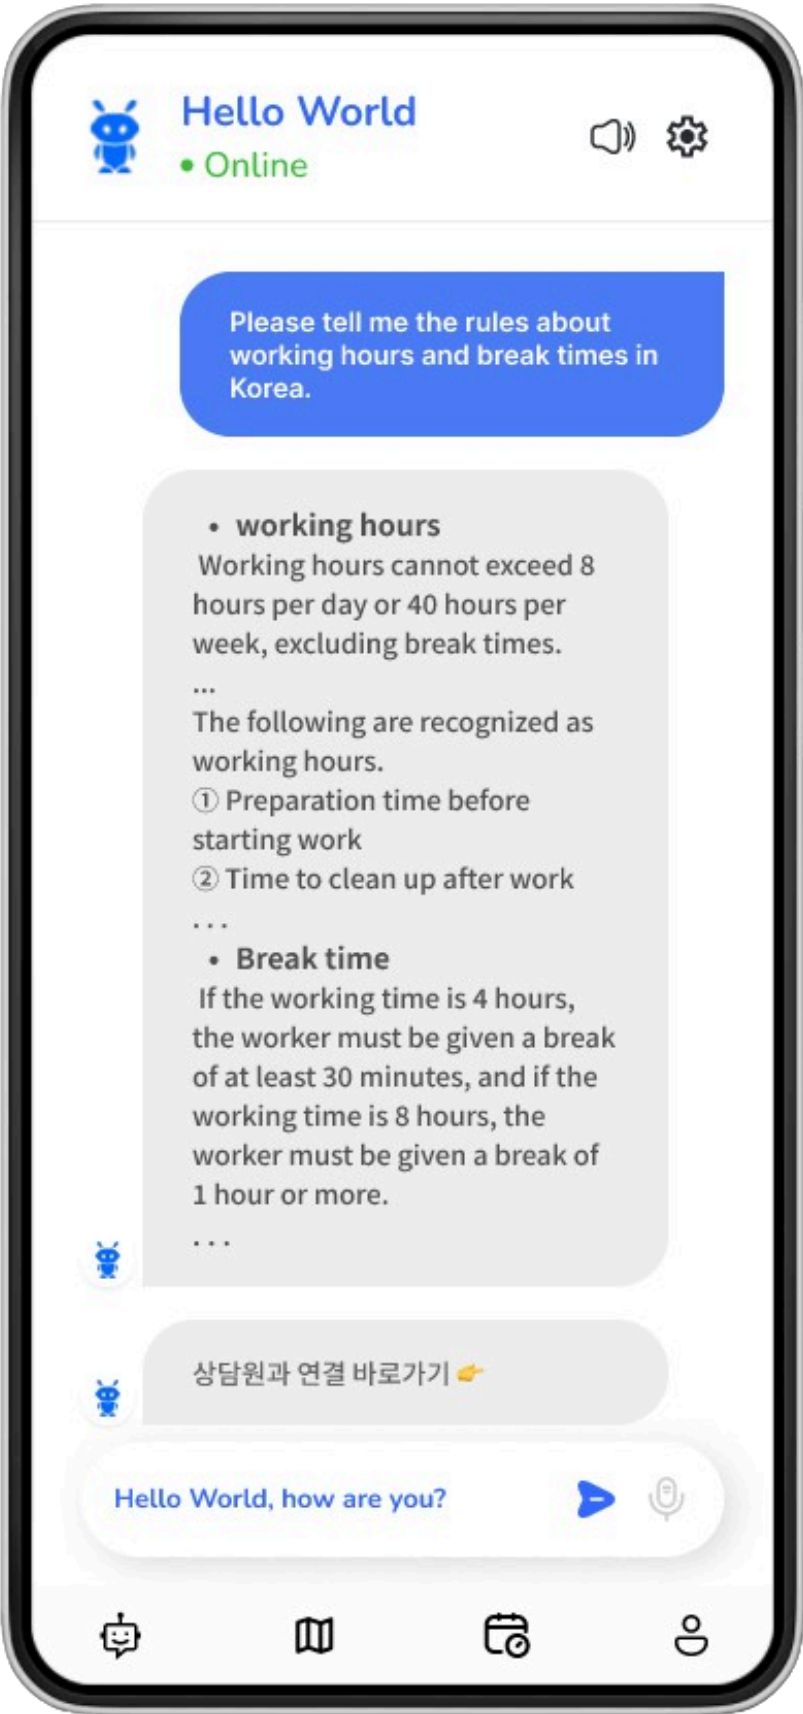 Hello World
• Online
Please tell me the rules about
working hours and break times in
Korea.
• working hours
Working hours cannot exceed 8
hours per day or 40 hours per
week, excluding break times.
...
The following are recognized as
working hours.
① Preparation time before
starting work
② Time to clean up after work
. . .
• Break time
If the working time is 4 hours,
the worker must be given a break
of at least 30 minutes, and if the
working time is 8 hours, the
worker must be given a break of
1 hour or more.
. . .
상담원과 연결 바로가기 👉
Hello World, how are you?